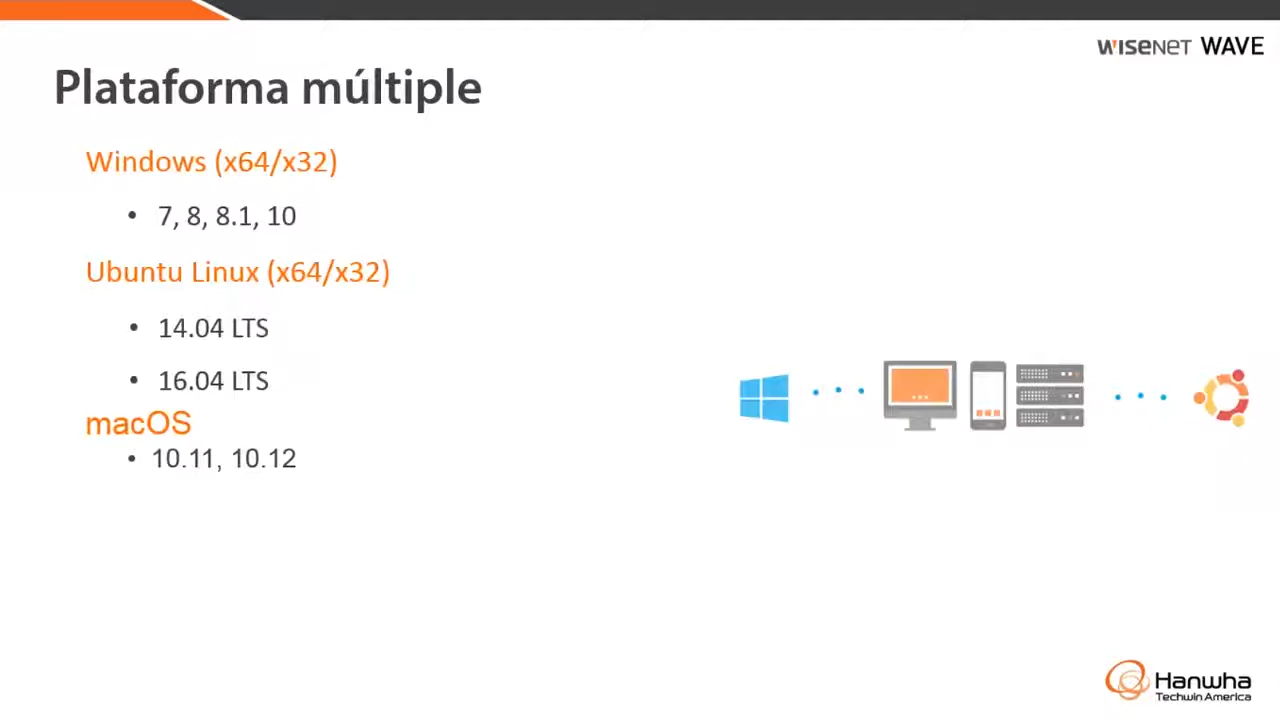 WISENET WAVE
Plataforma múltiple
Windows (x64/x32)
• 7, 8, 8.1, 10
Ubuntu Linux (x64/x32)
• 14.04 LTS
• 16.04 LTS
macOS
• 10.11, 10.12
Hanwha
Techwin America